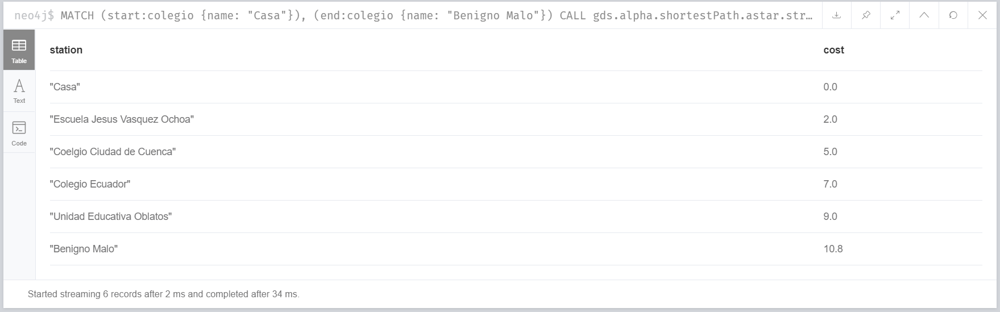 neo4j$ MATCH (start:colegio {name: "Casa"}), (end:colegio {name: "Benigno Malo"}) CALL gds.alpha.shortestPath.astar.str…
Table
Text
Code
station cost
"Casa" 0.0
"Escuela Jesus Vasquez Ochoa" 2.0
"Coelgio Ciudad de Cuenca" 5.0
"Colegio Ecuador" 7.0
"Unidad Educativa Oblatos" 9.0
"Benigno Malo" 10.8
Started streaming 6 records after 2 ms and completed after 34 ms.